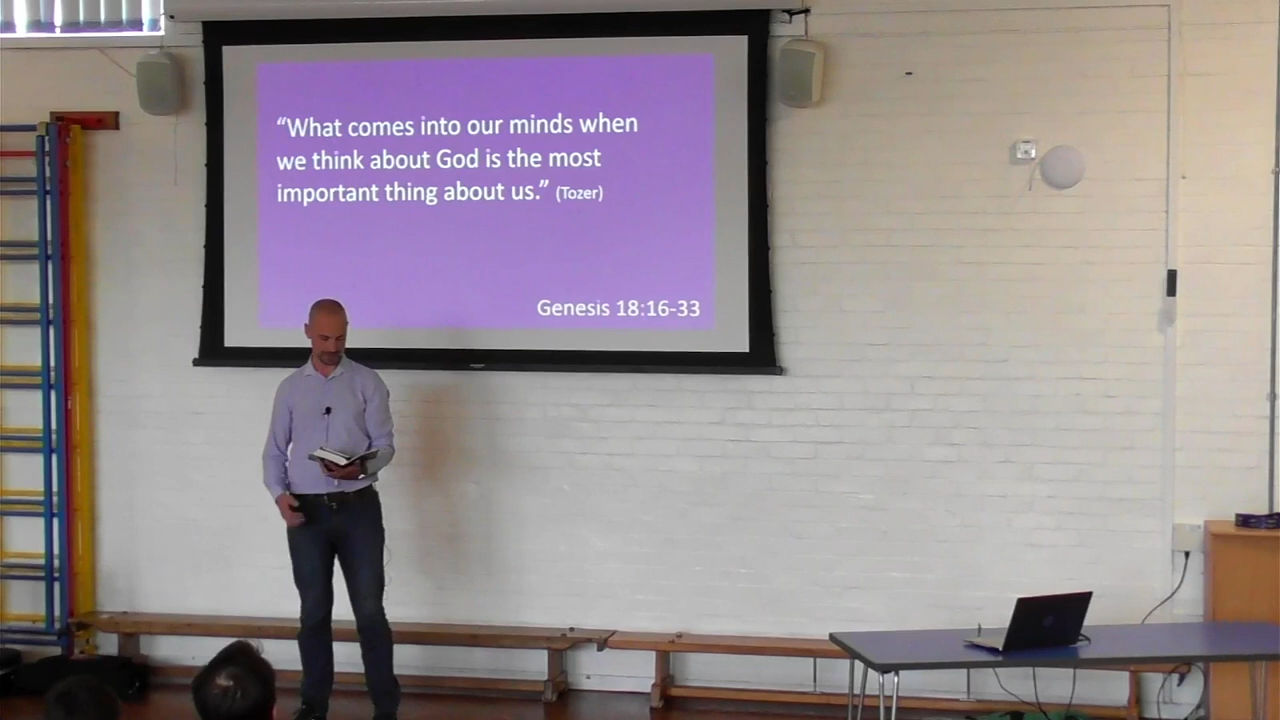 “What comes into our minds when
we think about God is the most
important thing about us.” (Tozer)
Genesis 18:16-33